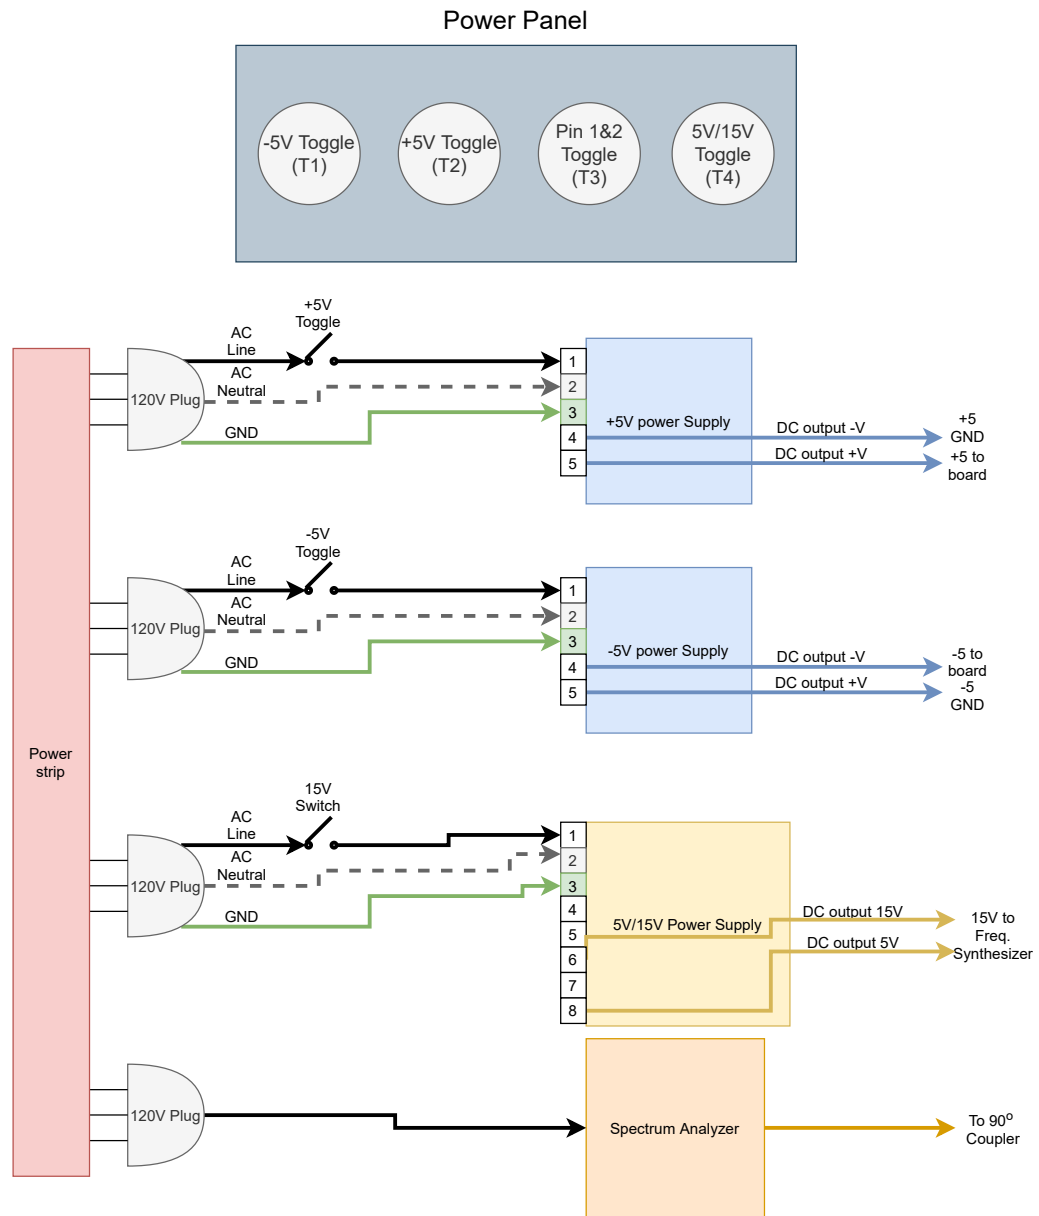 Power Panel
-5V Toggle
(T1)
+5V Toggle
(T2)
Pin 1&2
Toggle
(T3)
5V/15V
Toggle
(T4)
Power
strip
120V Plug
AC
Line
AC
Neutral
GND
+5V
Toggle
1
2
3
4
5
+5V power Supply
DC output -V
DC output +V
+5
GND
+5 to
board
120V Plug
AC
Line
AC
Neutral
GND
-5V
Toggle
1
2
3
4
5
-5V power Supply
DC output -V
DC output +V
-5 to
board
-5
GND
120V Plug
AC
Line
AC
Neutral
GND
15V
Switch
1
2
3
4
5
6
7
8
5V/15V Power Supply
DC output 15V
DC output 5V
15V to
Freq.
Synthesizer
120V Plug
Spectrum Analyzer
To 90º
Coupler